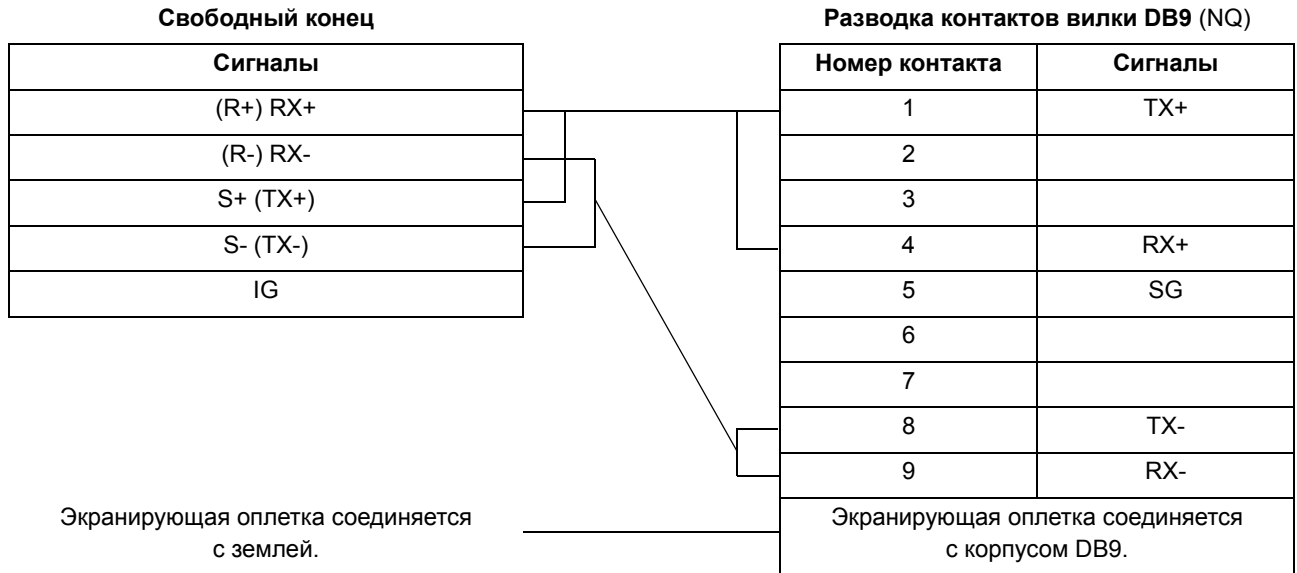 Свободный конец
Разводка контактов вилки DB9 (NQ)
Сигналы
(R+) RX+
(R-) RX-
S+ (TX+)
S- (TX-)
IG
Экранирующая оплетка соединяется
с землей.
Номер контакта Сигналы
1 TX+
2
3
4 RX+
5 SG
6
7
8 TX-
9 RX-
Экранирующая оплетка соединяется
с корпусом DB9.